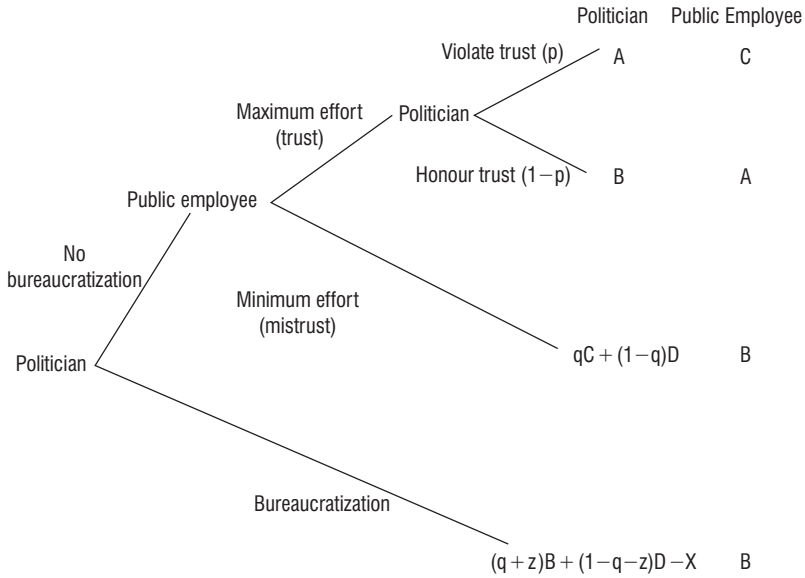 Politician Public Employee
Violate trust (p) A C
Maximum effort
(trust)
Politician
Honour trust (1−p) B A
Public employee
No
bureaucratization
Minimum effort
(mistrust)
qC + (1−q)D B
Politician
Bureaucratization
(q + z)B + (1−q−z)D −X B